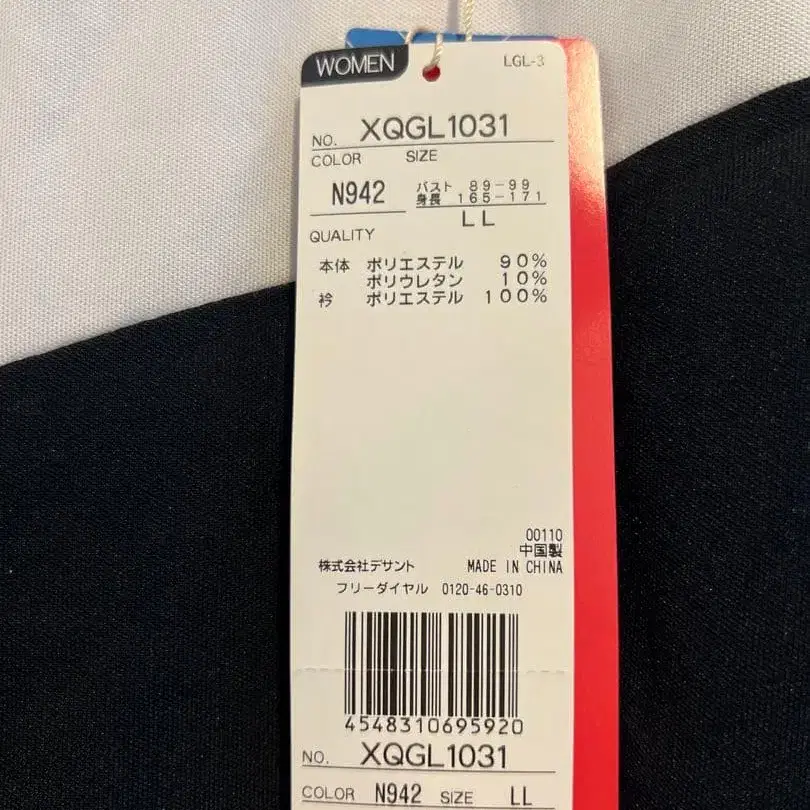 WOMEN
LGL-3
NO. XQGL1031
COLOR SIZE
N942 バスト 89-99
身長 165-171
LL
QUALITY
本体 ポリエステル 90%
ポリウレタン 10%
衿 ポリエステル 100%
00110
中国製
株式会社デサント MADE IN CHINA
フリーダイヤル 0120-46-0310
4548310695920
NO. XQGL1031
COLOR N942 SIZE LL